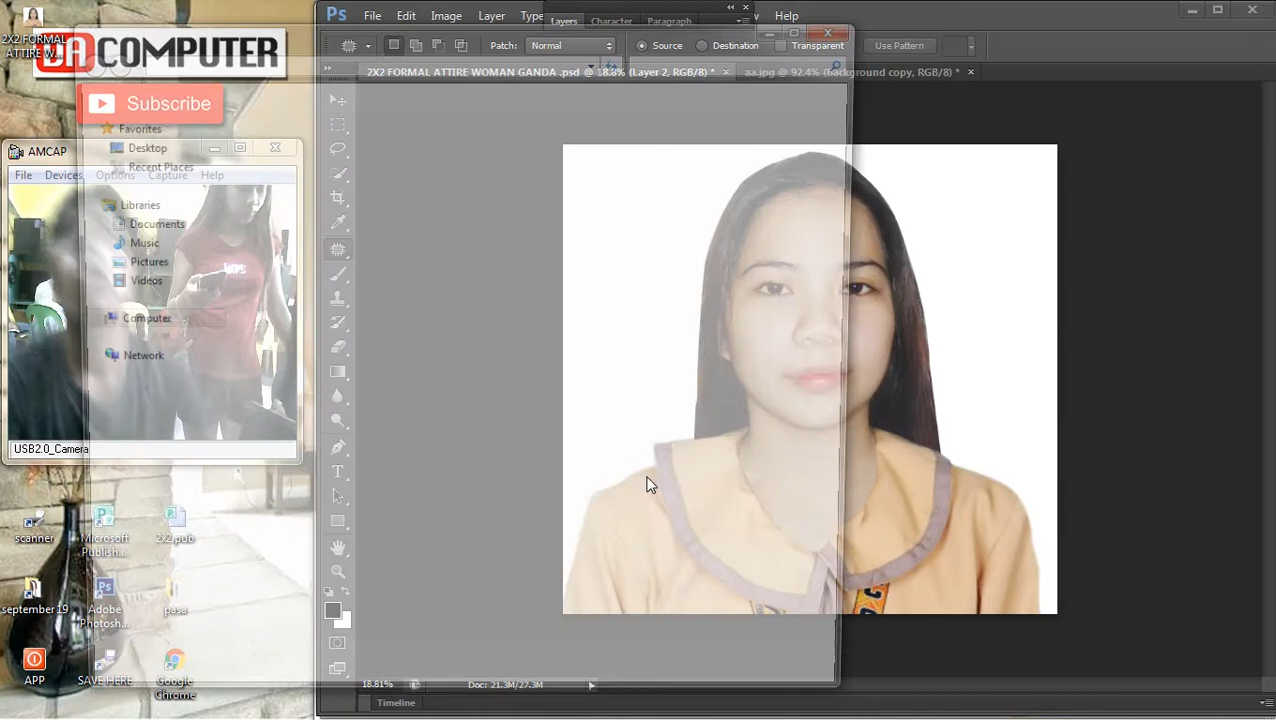 Ps File Edit Image Layer Type Help
Layers Character Paragraph
Patch: Normal Source Destination Transparent Use Pattern
2X2 FORMAL ATTIRE WOMAN GANDA .psd @ 18.8% (Layer 2, RGB/8) *
aa.jpg @ 92.4% (background copy, RGB/8) *
2X2 FORMAL
ATTIRE W...
COMPUTER
Subscribe
Favorites
Desktop
Recent Places
Libraries
Documents
Music
Pictures
Videos
Computer
Network
AMCAP
File Devices Options Capture Help
USB2.0_Camera
scanner
Microsoft
Publish...
2x2.pub
september 19
Adobe
Photosh...
pasa
APP
SAVE HERE
Google
Chrome
T
18.81% Doc: 21.3M/27.3M
Timeline